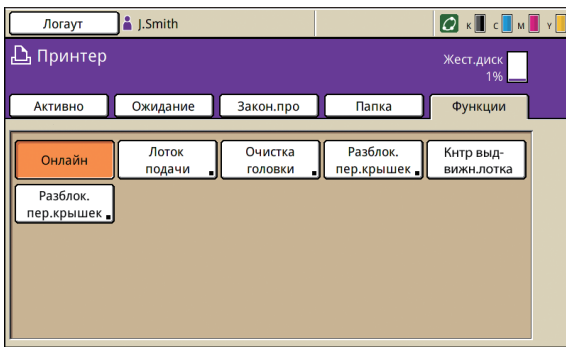 Логаут J.Smith K C M Y
Принтер
Жест.диск
1%
Активно Ожидание Закон.про Папка Функции
Онлайн Лоток подачи Очистка головки Разблок. пер.крышек Кнтр выд-вижн.лотка
Разблок.
пер.крышек